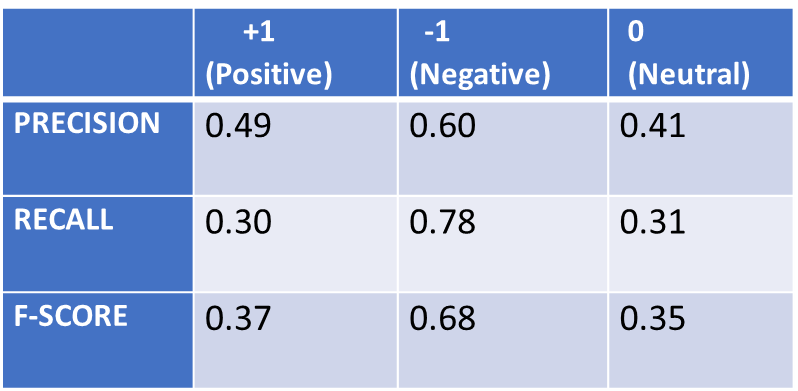 +1 -1 0
(Positive) (Negative) (Neutral)
PRECISION 0.49 0.60 0.41
RECALL 0.30 0.78 0.31
F-SCORE 0.37 0.68 0.35